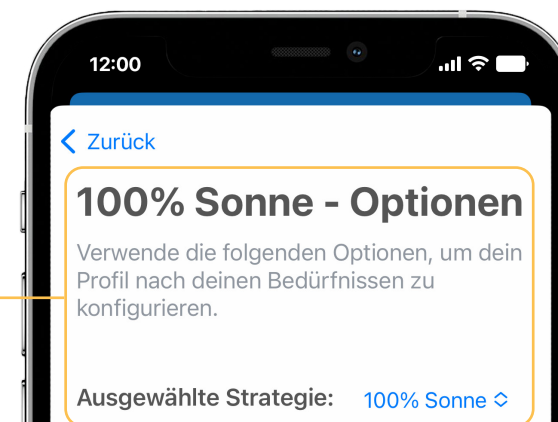 12:00
Zurück
100% Sonne - Optionen
Verwende die folgenden Optionen, um dein
Profil nach deinen Bedürfnissen zu
konfigurieren.
Ausgewählte Strategie: 100% Sonne